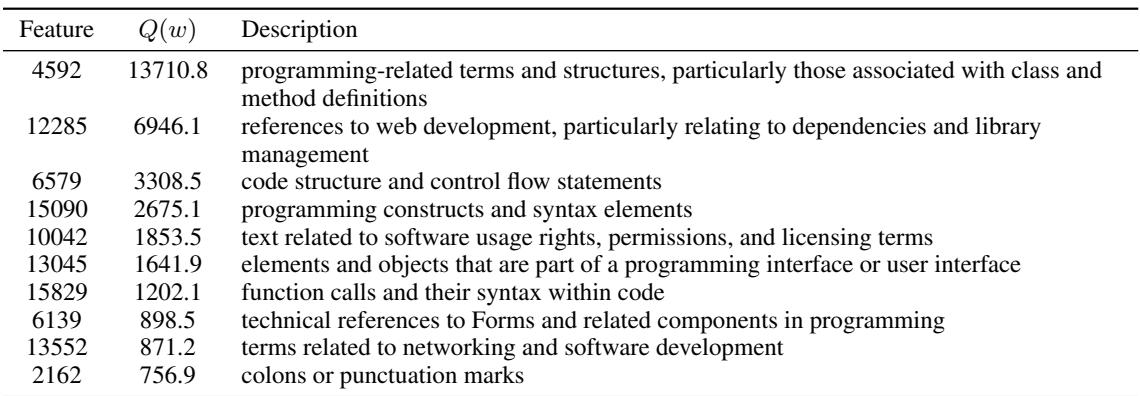 Feature Q(w) Description
4592 13710.8 programming-related terms and structures, particularly those associated with class and
method definitions
12285 6946.1 references to web development, particularly relating to dependencies and library
management
6579 3308.5 code structure and control flow statements
15090 2675.1 programming constructs and syntax elements
10042 1853.5 text related to software usage rights, permissions, and licensing terms
13045 1641.9 elements and objects that are part of a programming interface or user interface
15829 1202.1 function calls and their syntax within code
6139 898.5 technical references to Forms and related components in programming
13552 871.2 terms related to networking and software development
2162 756.9 colons or punctuation marks